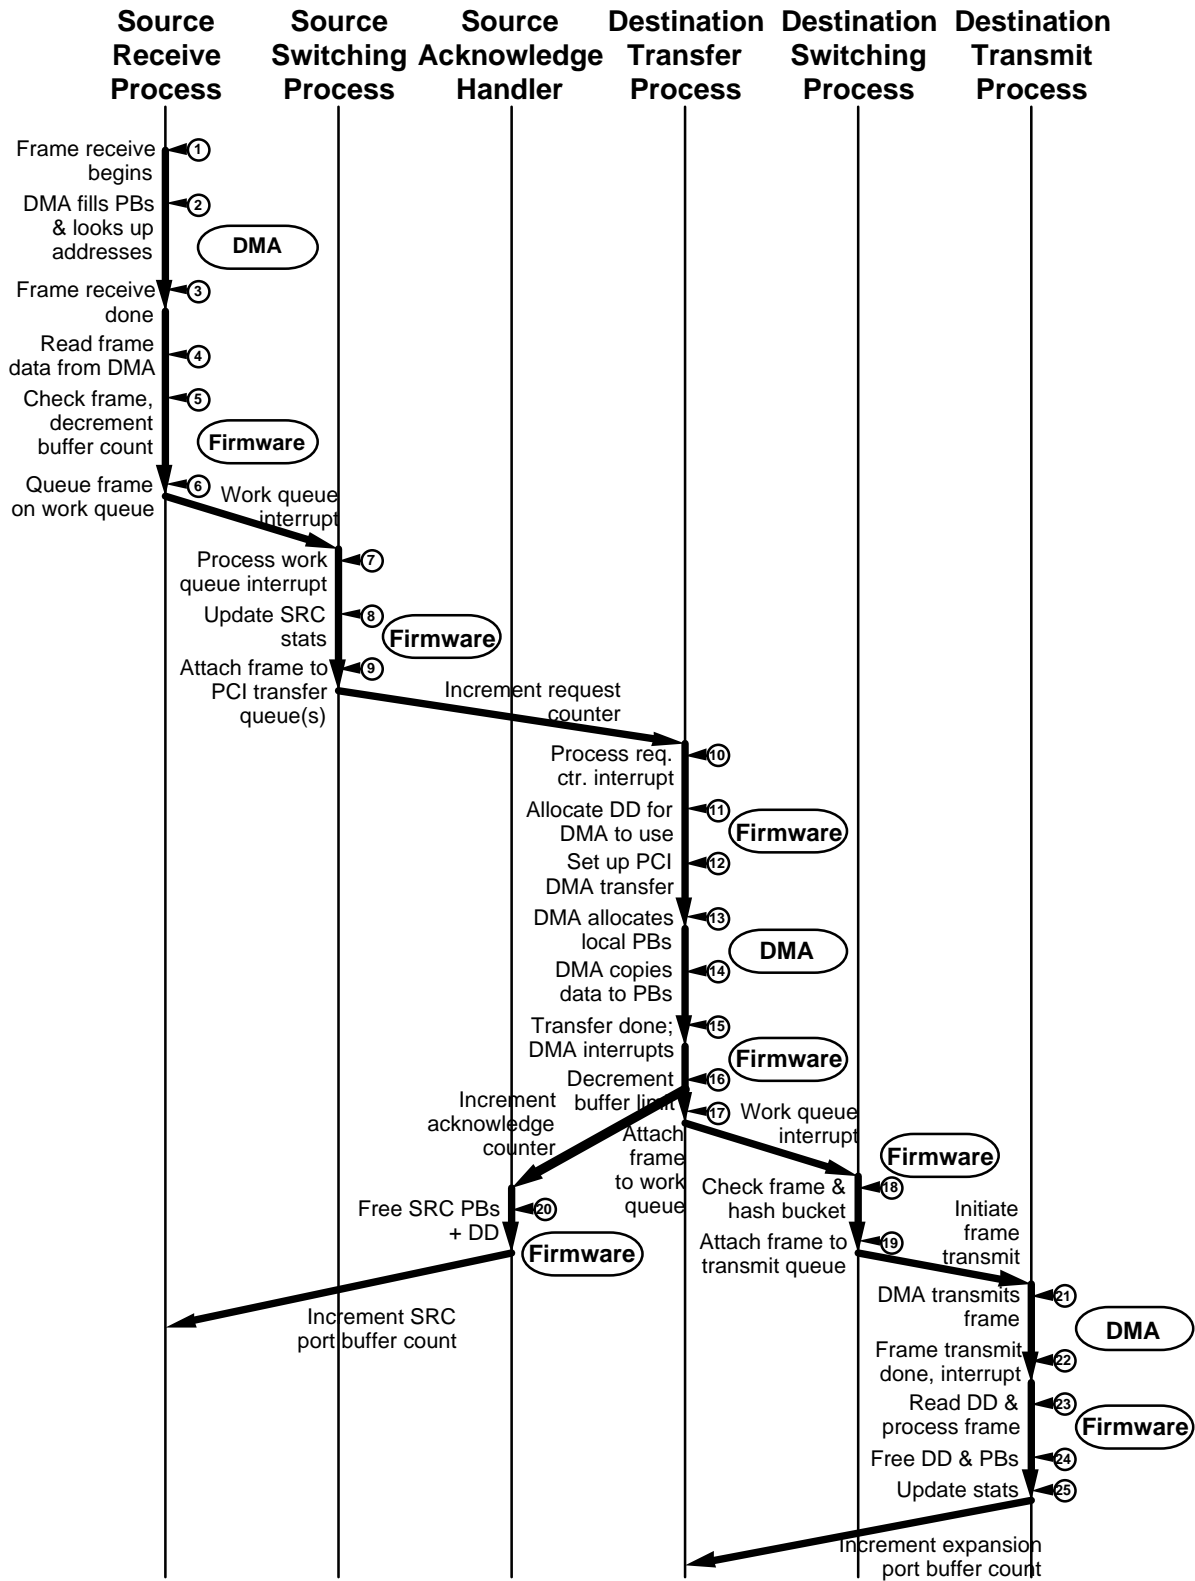 Source
Receive
Process
Source
Switching
Process
Source
Acknowledge
Handler
Destination
Transfer
Process
Destination
Switching
Process
Destination
Transmit
Process
Frame receive
begins
1
DMA fills PBs
& looks up
addresses
2
DMA
Frame receive
done
3
Read frame
data from DMA
4
Check frame,
decrement
buffer count
5
Firmware
Queue frame
on work queue
6
Work queue
interrupt
Process work
queue interrupt
7
Update SRC
stats
8
Firmware
Attach frame to
PCI transfer
queue(s)
9
Increment request
counter
Process req.
ctr. interrupt
10
Allocate DD for
DMA to use
11
Firmware
Set up PCI
DMA transfer
12
DMA allocates
local PBs
13
DMA
DMA copies
data to PBs
14
Transfer done;
DMA interrupts
15
Firmware
Decrement
buffer limit
16
Increment
acknowledge
counter
17
Attach
frame
to work
queue
Work queue
interrupt
Firmware
Check frame &
hash bucket
18
Attach frame to
transmit queue
19
Initiate
frame
transmit
Free SRC PBs
+ DD
20
Firmware
Increment SRC
port buffer count
DMA transmits
frame
21
DMA
Frame transmit
done, interrupt
22
Read DD &
process frame
23
Firmware
Free DD & PBs
24
Update stats
25
Increment expansion
port buffer count